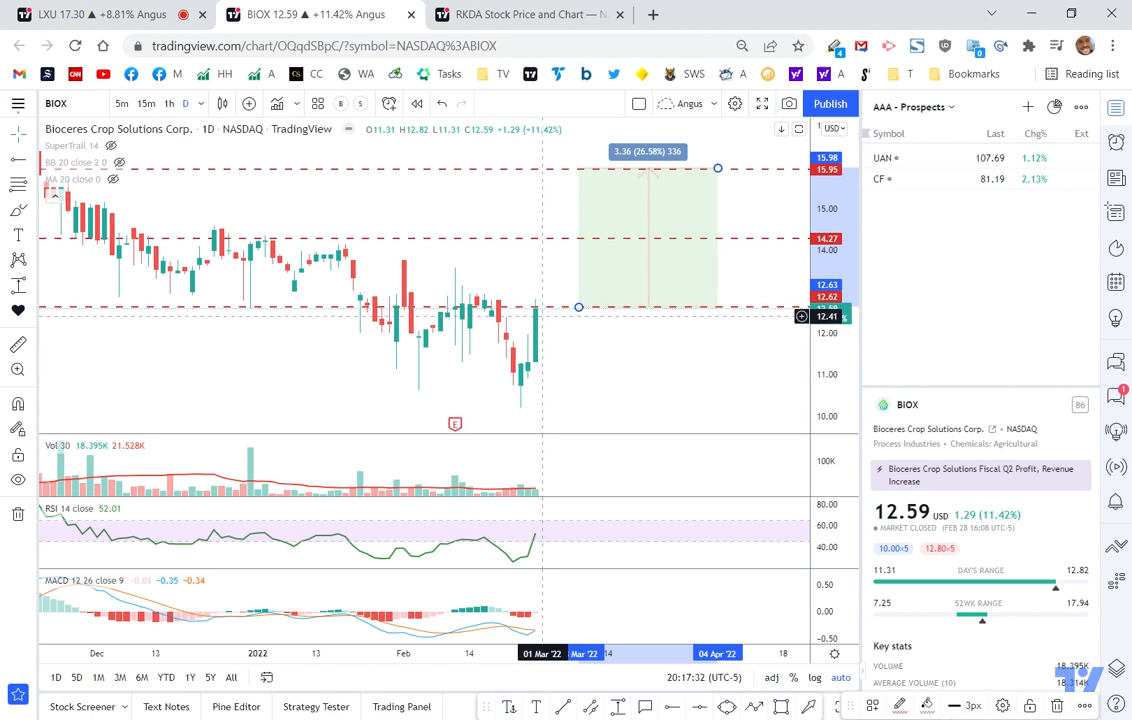 LXU 17.30 ▲ +8.81% Angus
BIOX 12.59 ▲ +11.42% Angus
RKDA Stock Price and Chart — N
tradingview.com/chart/OQqdSBpC/?symbol=NASDAQ%3ABIOX
4
0
CNN
M
HH
A
CS
CC
WA
Tasks
TV
SWS
A
A
T
Bookmarks
Reading list
BIOX
5m 15m 1h D
B
S
Angus
Publish
AAA - Prospects
Bioceres Crop Solutions Corp. · 1D · NASDAQ · TradingView
O11.31 H12.82 L11.31 C12.59 +1.29 (+11.42%)
USD
SuperTrail 14
BB 20 close 2 0
MA 20 close 0
3.36 (26.58%) 336
15.98
15.95
15.00
14.27
14.00
12.63
12.62
12.41
12.00
11.00
10.00
E
Symbol Last Chg% Ext
UAN 107.69 1.12%
CF 81.19 2.13%
1
Vol 30 18.395K 21.528K
100K
RSI 14 close 52.01
80.00
60.00
40.00
MACD 12 26 close 9 -0.01 -0.35 -0.34
0.50
0.00
-0.50
Dec 13 2022 13 Feb 14 01 Mar '22 Mar '22 14 04 Apr '22 18
1D 5D 1M 3M 6M YTD 1Y 5Y All
20:17:32 (UTC-5) adj % log auto
Stock Screener Text Notes Pine Editor Strategy Tester Trading Panel
3px
BIOX
86
Bioceres Crop Solutions Corp. • NASDAQ
Process Industries • Chemicals: Agricultural
Bioceres Crop Solutions Fiscal Q2 Profit, Revenue
Increase
12.59 USD 1.29 (11.42%)
MARKET CLOSED (FEB 28 16:08 UTC-5)
10.00×5 12.80×5
11.31 DAY'S RANGE 12.82
7.25 52WK RANGE 17.94
Key stats
VOLUME 18.395K
AVERAGE VOLUME (10) 18.314K